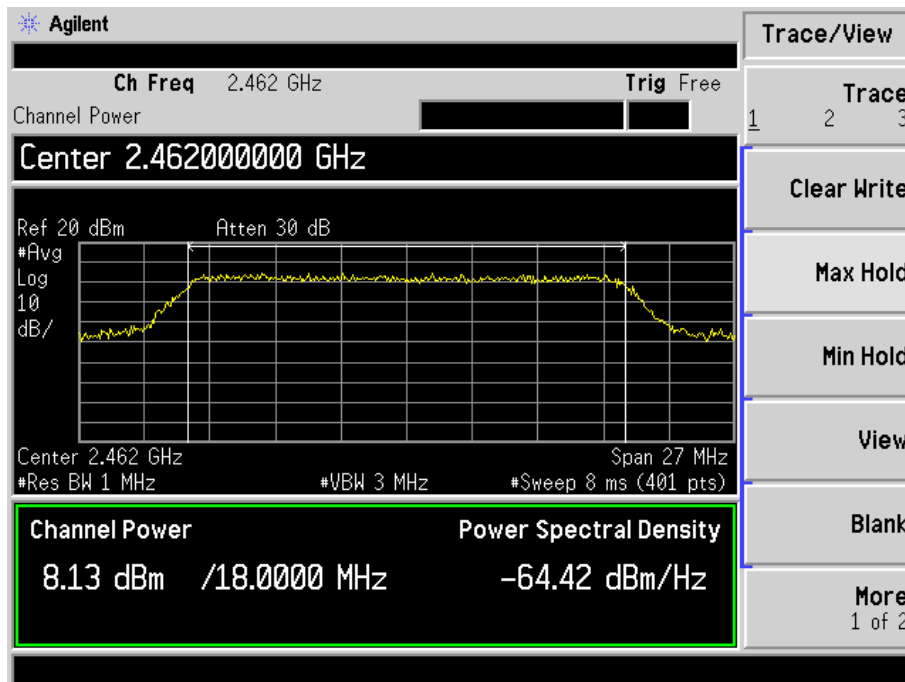 Agilent
Trace/View
Ch Freq 2.462 GHz Trig Free
Channel Power
Trace
1 2 3
Center 2.462000000 GHz
Clear Write
Ref 20 dBm Atten 30 dB
#Avg
Log
10
dB/
Max Hold
Min Hold
View
Center 2.462 GHz Span 27 MHz
#Res BW 1 MHz #VBW 3 MHz #Sweep 8 ms (401 pts)
Channel Power Power Spectral Density
Blank
8.13 dBm /18.0000 MHz -64.42 dBm/Hz
More
1 of 2